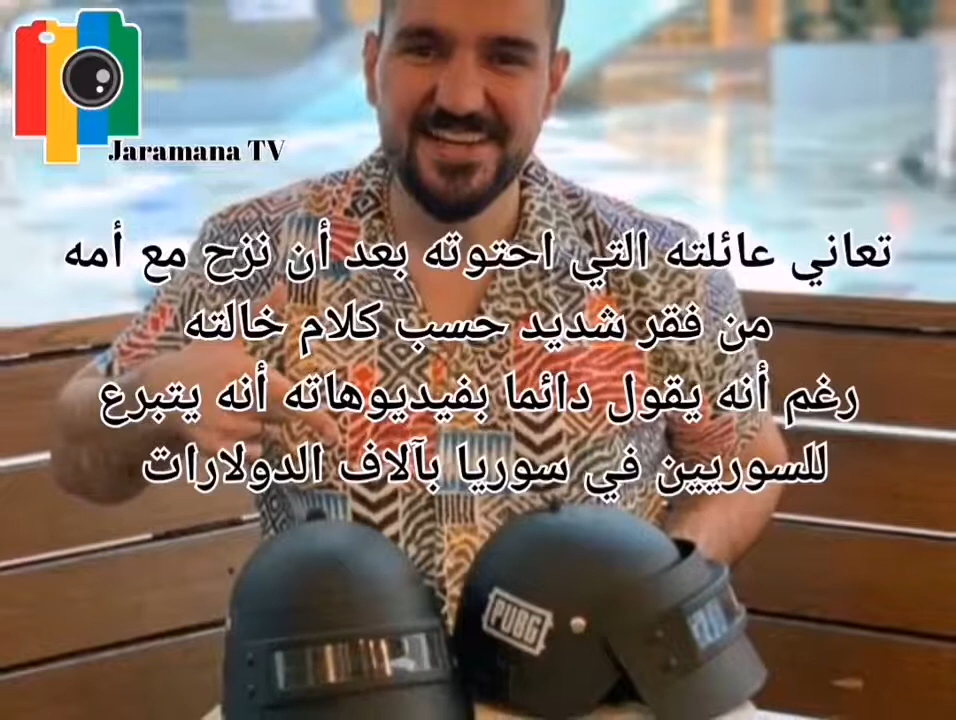 Jaramana TV
تعاني عائلته التي احتوته بعد أن نزح مع أمه
من فقر شديد حسب كلام خالته
رغم أنه يقول دائما بفيديوهاته أنه يتبرع
للسوريين في سوريا بآلاف الدولارات
PUBG